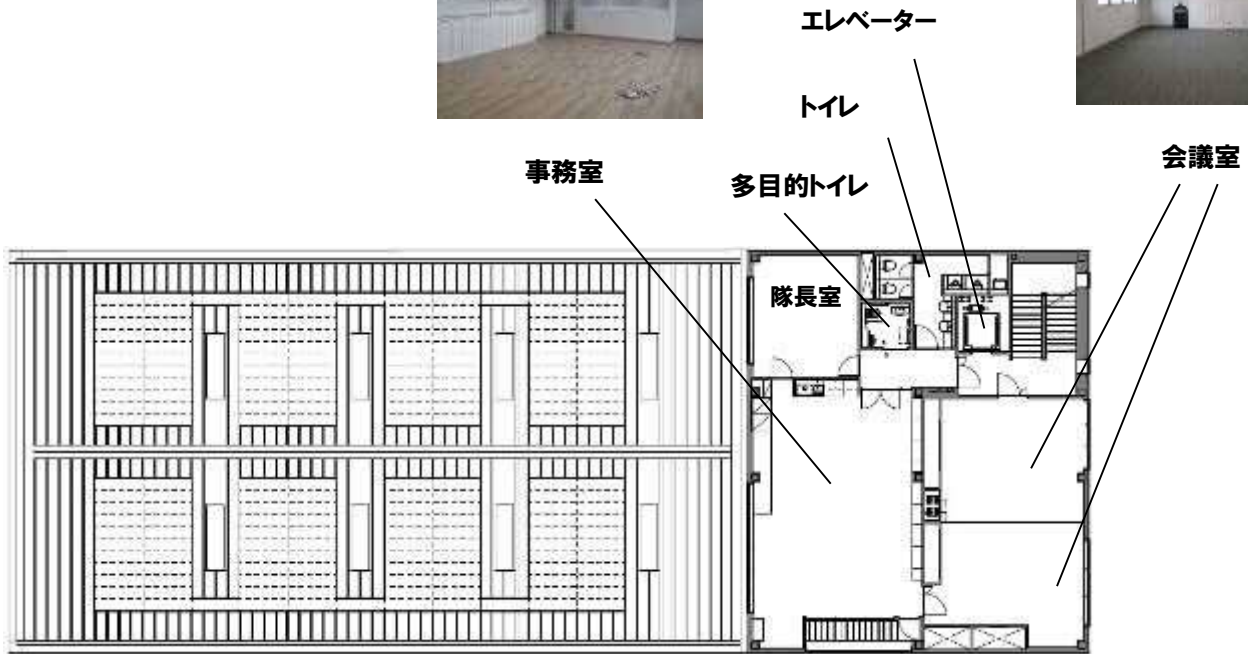 エレベーター
トイレ
会議室
事務室
多目的トイレ
隊長室